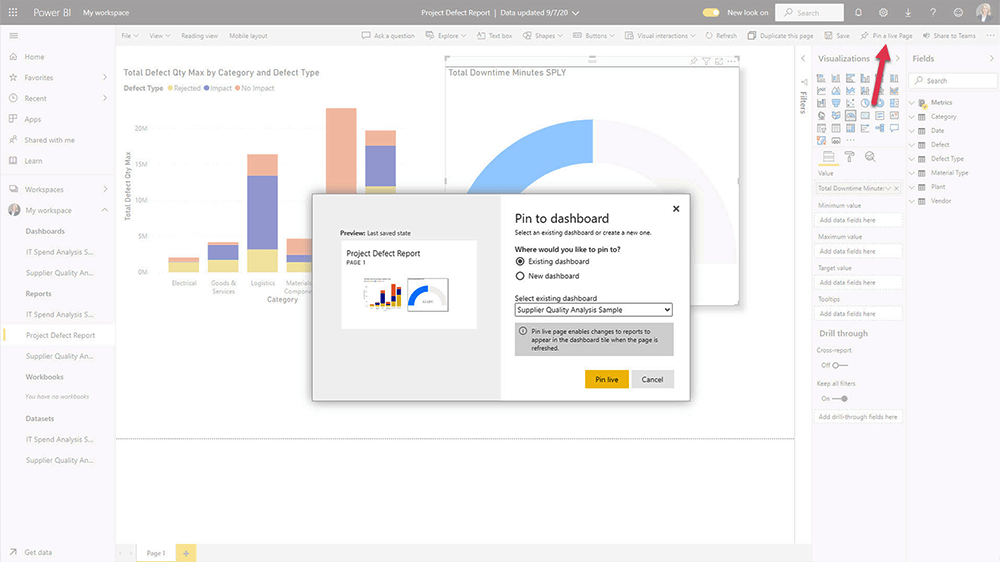 Power BI My workspace Project Defect Report | Data updated 9/7/20 New look on Search
File View Reading view Mobile layout Ask a question Explore Text box Shapes Buttons Visual interactions Refresh Duplicate this page Save Pin a live Page Share to Teams ...
Home
Favorites
Recent
Apps
Shared with me
Learn
Workspaces
My workspace
Dashboards
IT Spend Analysis S...
Supplier Quality An...
Reports
IT Spend Analysis S...
Project Defect Report
Supplier Quality An...
Workbooks
You have no workbooks
Datasets
IT Spend Analysis S...
Supplier Quality An...
Get data
Total Defect Qty Max by Category and Defect Type
Defect Type Rejected Impact No Impact
Total Defect Qty Max
20M
15M
10M
5M
0M
Electrical
Goods &
Services
Logistics
Materials
Compone
Category
Total Downtime Minutes SPLY
Preview: Last saved state
Project Defect Report
PAGE 1
Pin to dashboard
Select an existing dashboard or create a new one.
Where would you like to pin to?
Existing dashboard
New dashboard
Select existing dashboard
Supplier Quality Analysis Sample
Pin live page enables changes to reports to
appear in the dashboard tile when the page is
refreshed.
Pin live Cancel
Page 1
Filters
Visualizations
Value
Total Downtime Minute
Minimum value
Add data fields here
Maximum value
Add data fields here
Target value
Add data fields here
Tooltips
Add data fields here
Drill through
Cross-report
Off
Keep all filters
On
Add drill-through fields here
Fields
Search
Metrics
Category
Date
Defect
Defect Type
Material Type
Plant
Vendor